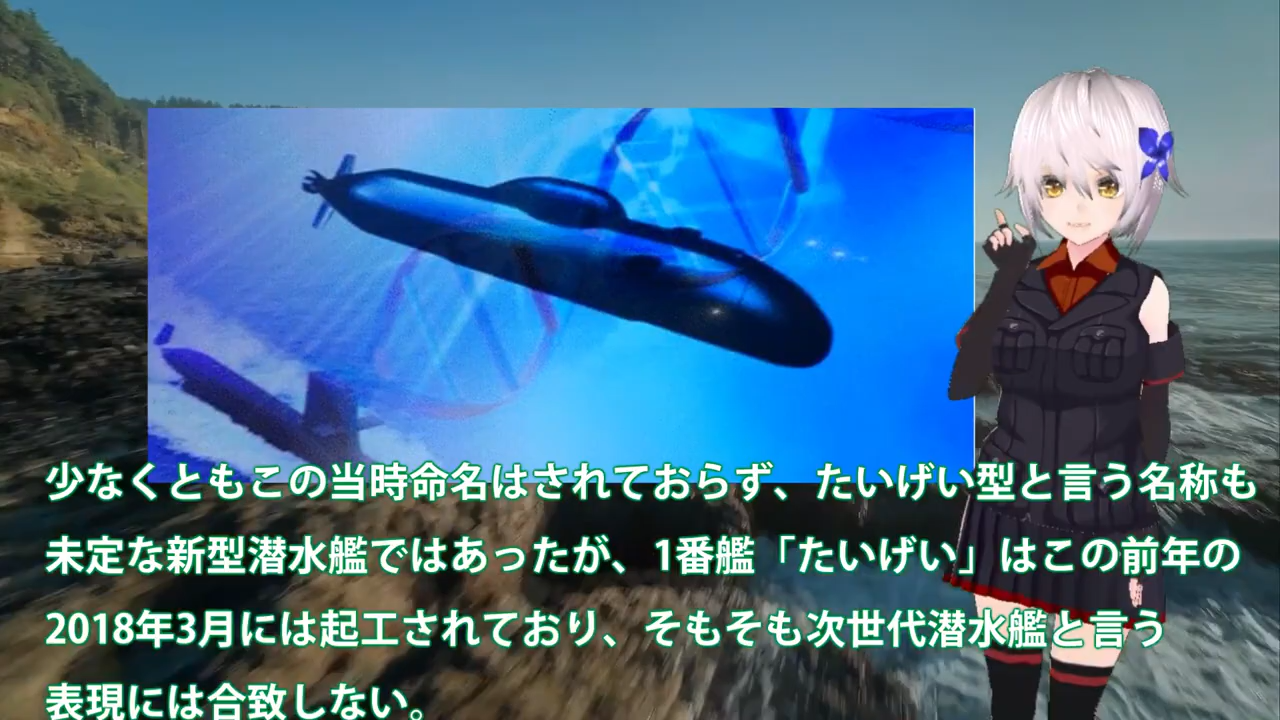 少なくともこの当時命名はされておらず、たいげい型と言う名称も
未定な新型潜水艦ではあったが、1番艦「たいげい」はこの前年の
2018年3月には起工されており、そもそも次世代潜水艦と言う
表現には合致しない。